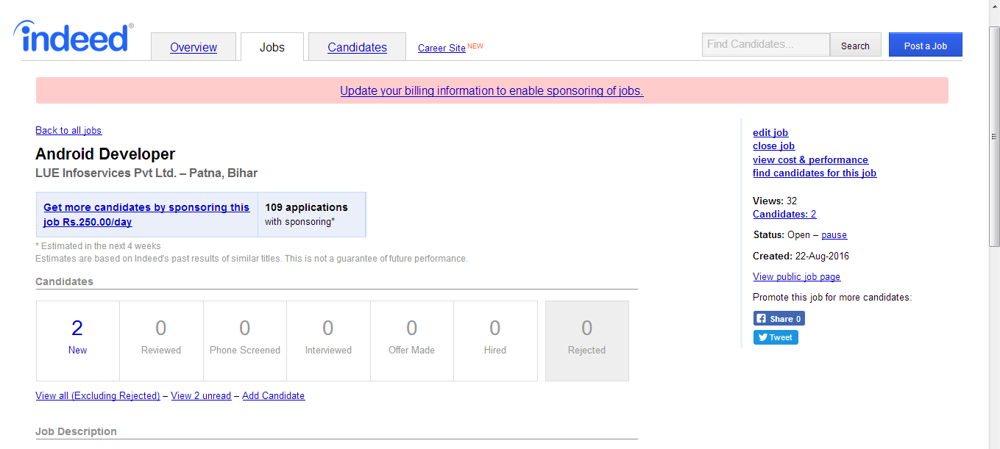 indeed®
Overview
Jobs
Candidates
Career Site NEW
Find Candidates...
Search
Post a Job
Update your billing information to enable sponsoring of jobs.
Back to all jobs
Android Developer
LUE Infoservices Pvt Ltd. – Patna, Bihar
Get more candidates by sponsoring this
job Rs.250.00/day
109 applications
with sponsoring*
* Estimated in the next 4 weeks
Estimates are based on Indeed's past results of similar titles. This is not a guarantee of future performance.
Candidates
2
New
0
Reviewed
0
Phone Screened
0
Interviewed
0
Offer Made
0
Hired
0
Rejected
View all (Excluding Rejected) – View 2 unread – Add Candidate
Job Description
edit job
close job
view cost & performance
find candidates for this job
Views: 32
Candidates: 2
Status: Open – pause
Created: 22-Aug-2016
View public job page
Promote this job for more candidates:
Share 0
Tweet